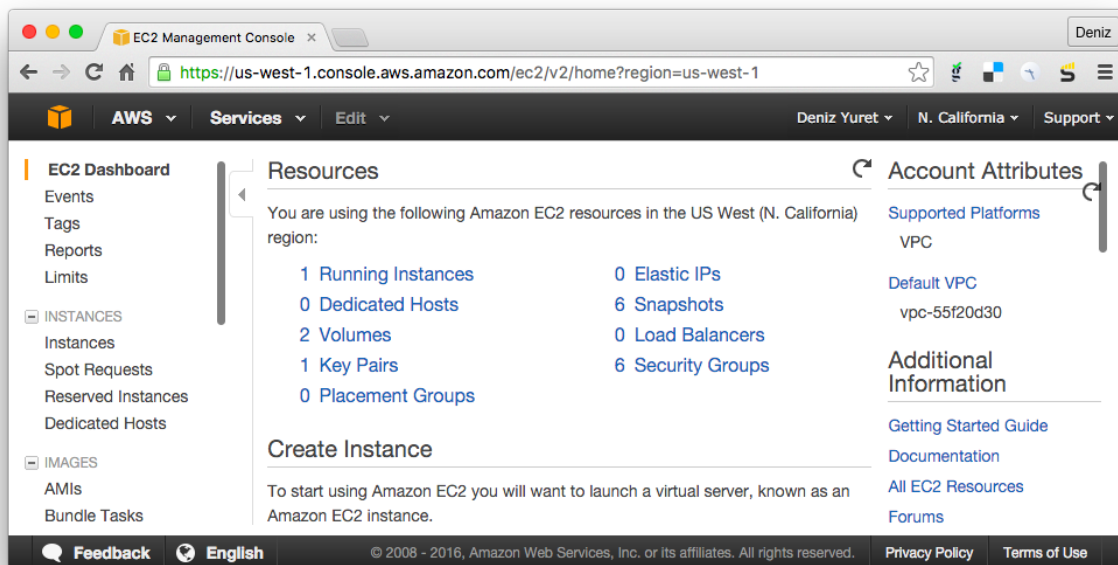 EC2 Management Console
Deniz
https://us-west-1.console.aws.amazon.com/ec2/v2/home?region=us-west-1
AWS Services Edit Deniz Yuret N. California Support
EC2 Dashboard
Events
Tags
Reports
Limits
INSTANCES
Instances
Spot Requests
Reserved Instances
Dedicated Hosts
IMAGES
AMIs
Bundle Tasks
Resources
You are using the following Amazon EC2 resources in the US West (N. California)
region:
1 Running Instances
0 Dedicated Hosts
2 Volumes
1 Key Pairs
0 Placement Groups
0 Elastic IPs
6 Snapshots
0 Load Balancers
6 Security Groups
Create Instance
To start using Amazon EC2 you will want to launch a virtual server, known as an
Amazon EC2 instance.
Account Attributes
Supported Platforms
VPC
Default VPC
vpc-55f20d30
Additional
Information
Getting Started Guide
Documentation
All EC2 Resources
Forums
Feedback English © 2008 - 2016, Amazon Web Services, Inc. or its affiliates. All rights reserved. Privacy Policy Terms of Use